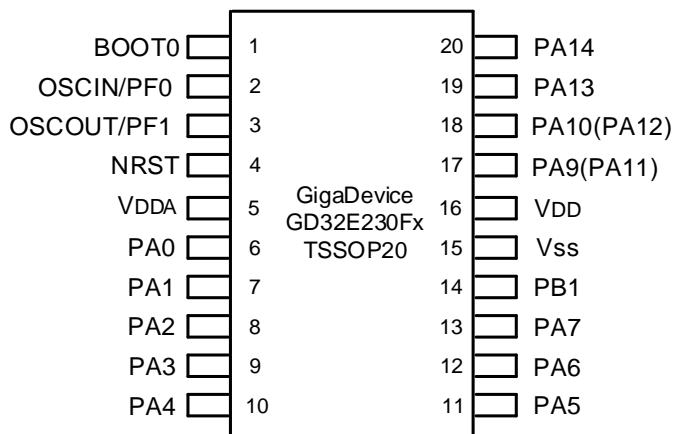 BOOT0 1 20 PA14
OSCIN/PF0 2 19 PA13
OSCOUT/PF1 3 18 PA10(PA12)
NRST 4 17 PA9(PA11)
VDDA 5 16 VDD
PA0 6 15 Vss
PA1 7 14 PB1
PA2 8 13 PA7
PA3 9 12 PA6
PA4 10 11 PA5
GigaDevice
GD32E230Fx
TSSOP20